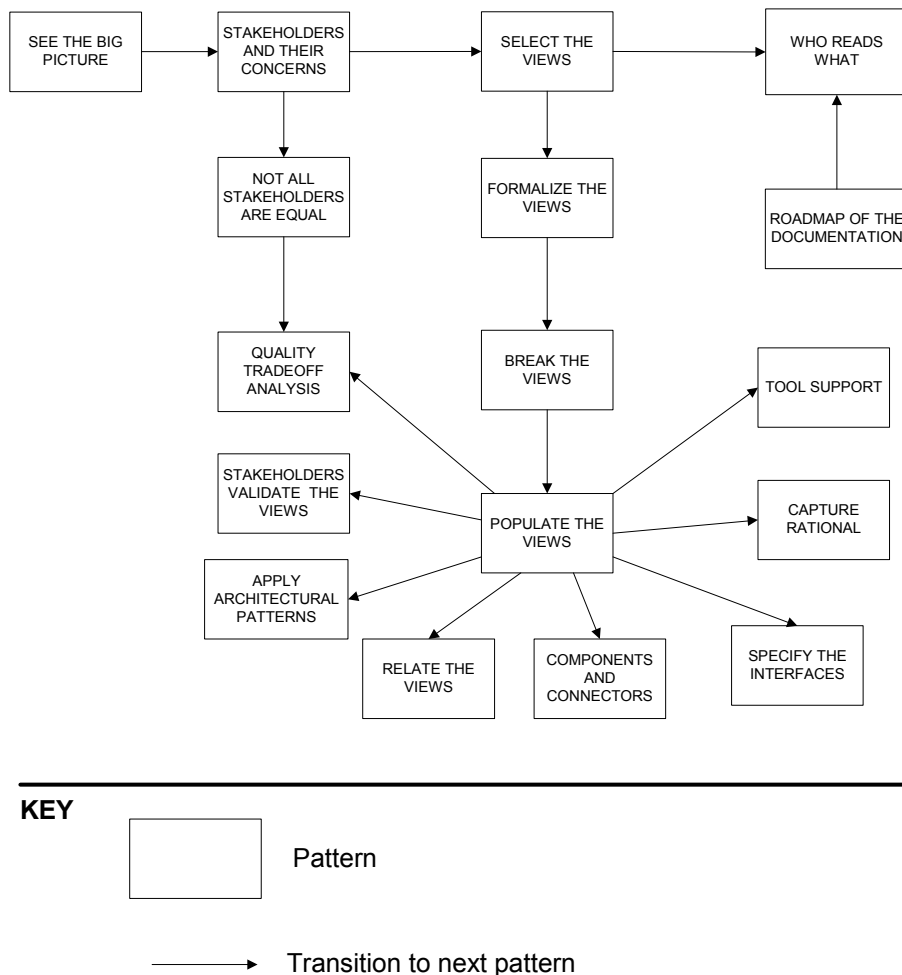 SEE THE BIG
PICTURE
STAKEHOLDERS
AND THEIR
CONCERNS
SELECT THE
VIEWS
WHO READS
WHAT
NOT ALL
STAKEHOLDERS
ARE EQUAL
FORMALIZE THE
VIEWS
ROADMAP OF THE
DOCUMENTATION
QUALITY
TRADEOFF
ANALYSIS
BREAK THE
VIEWS
TOOL SUPPORT
STAKEHOLDERS
VALIDATE THE
VIEWS
POPULATE THE
VIEWS
CAPTURE
RATIONAL
APPLY
ARCHITECTURAL
PATTERNS
RELATE THE
VIEWS
COMPONENTS
AND
CONNECTORS
SPECIFY THE
INTERFACES
KEY
Pattern
Transition to next pattern